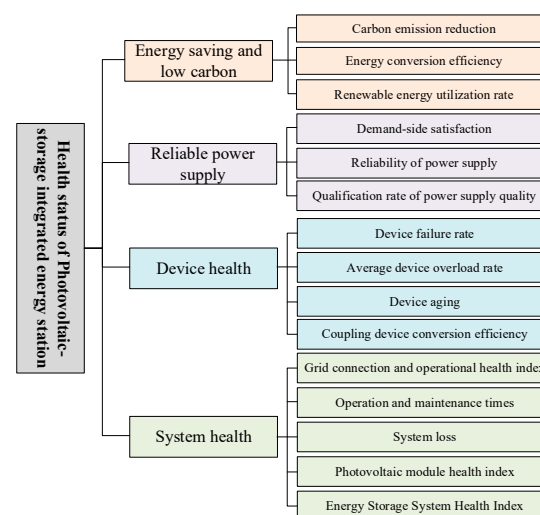 Health status of Photovoltaic-
storage integrated energy station
Energy saving and
low carbon
Carbon emission reduction
Energy conversion efficiency
Renewable energy utilization rate
Reliable power
supply
Demand-side satisfaction
Reliability of power supply
Qualification rate of power supply quality
Device health
Device failure rate
Average device overload rate
Device aging
Coupling device conversion efficiency
System health
Grid connection and operational health index
Operation and maintenance times
System loss
Photovoltaic module health index
Energy Storage System Health Index